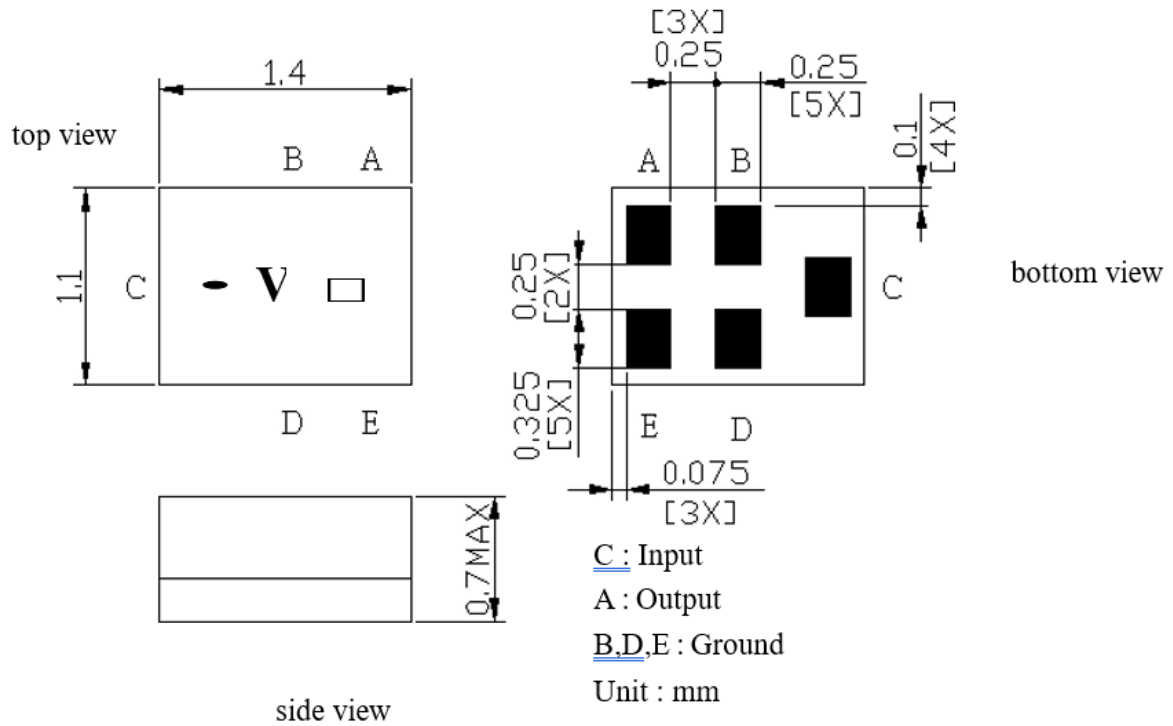 [3X]
0.25
1.4
0.25
[5X]
top view
0.1
[4X]
B
A
A
B
1.1
C
V
0.25
[2X]
C
bottom view
0.325
[5X]
D
E
E
D
0.075
[3X]
0.7MAX
C : Input
A : Output
B,D,E : Ground
Unit : mm
side view